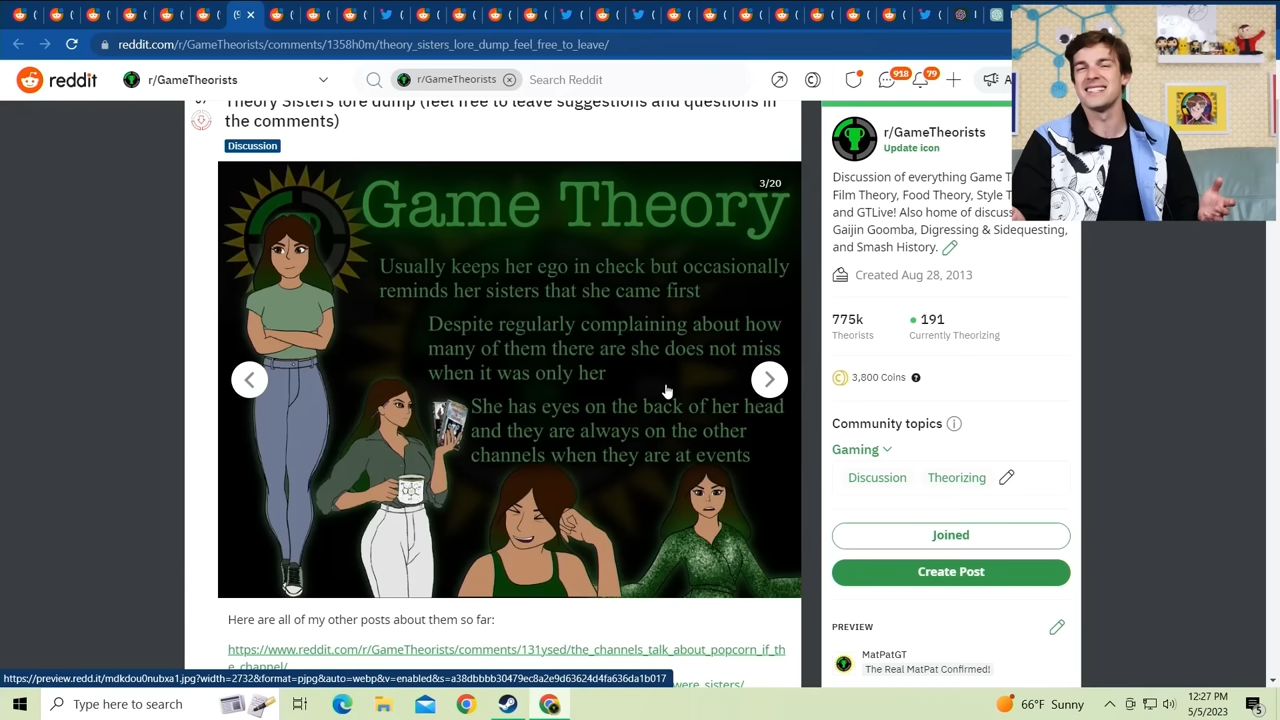 reddit.com/r/GameTheorists/comments/1358h0m/theory_sisters_lore_dump_feel_free_to_leave/
reddit
r/GameTheorists
r/GameTheorists
Search Reddit
918
79
Theory Sisters lore dump (feel free to leave suggestions and questions in
the comments)
Discussion
3/20
Game Theory
Usually keeps her ego in check but occasionally
reminds her sisters that she came first
Despite regularly complaining about how
many of them there are she does not miss
when it was only her
She has eyes on the back of her head
and they are always on the other
channels when they are at events
Here are all of my other posts about them so far:
https://www.reddit.com/r/GameTheorists/comments/131ysed/the_channels_talk_about_popcorn_if_th
e_channel/
were_sisters/
r/GameTheorists
Update icon
Discussion of everything Game T
Film Theory, Food Theory, Style T
and GTLive! Also home of discus
Gaijin Goomba, Digressing & Sidequesting,
and Smash History.
Created Aug 28, 2013
775k
191
Theorists
Currently Theorizing
3,800 Coins
Community topics
Gaming
Discussion
Theorizing
Joined
Create Post
PREVIEW
MatPatGT
The Real MatPat Confirmed!
https://preview.redd.it/mdkdou0nubxa1.jpg?width=2732&format=pjpg&auto=webp&v=enabled&s=a38dbbbb30479ec8a2e9d63624d4fa636da1b017
Type here to search
66°F Sunny
12:27 PM
5/5/2023
5